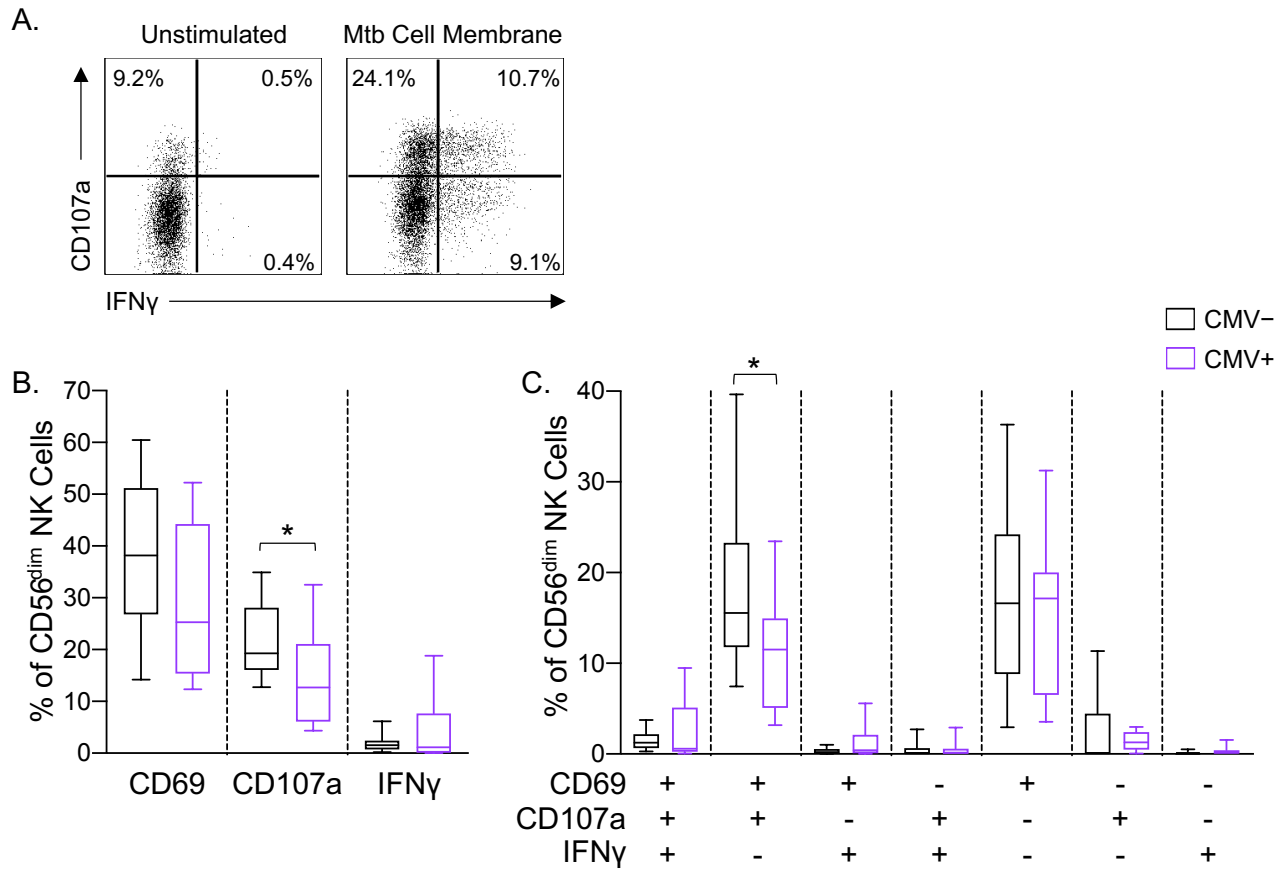 A.
Unstimulated
Mtb Cell Membrane
9.2%
0.5%
24.1%
10.7%
CD107a
0.4%
9.1%
IFNγ
CMV−
CMV+
B.
% of CD56dim NK Cells
70
60
50
40
30
20
10
0
*
CD69 CD107a IFNγ
C.
% of CD56dim NK Cells
40
30
20
10
0
*
CD69 + + + - + - -
CD107a + + - + - + -
IFNγ + - + + - - +